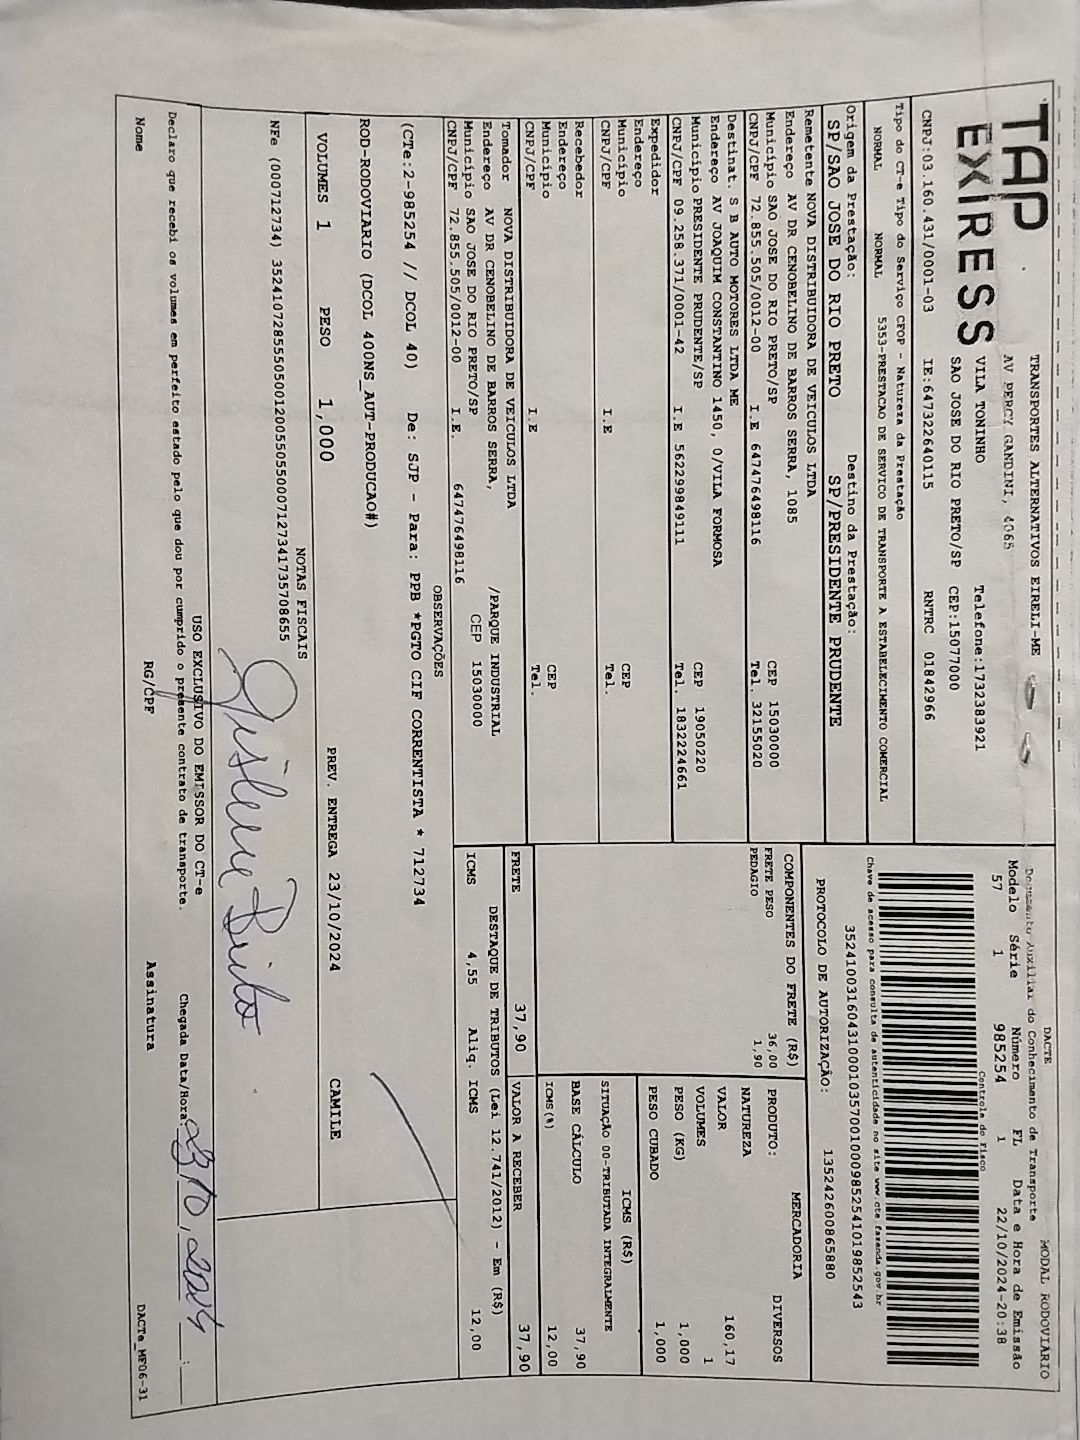 TAP
EXIRESS
TRANSPORTES ALTERNATIVOS EIRELI-ME
AV PERCY GANDINI, 4065
VILA TONINHO Telefone:1732383921
SAO JOSE DO RIO PRETO/SP CEP:15077000
CNPJ:03.160.431/0001-03 IE:647322640115 RNTRC 01842966
DACTE MODAL RODOVIÁRIO
Documento Auxiliar do Conhecimento de Transporte
Modelo Série Número FL Data e Hora de Emissão
57 1 985254 1 22/10/2024-20:38
Controle do Fisco
Chave de acesso para consulta de autenticidade no site www.cte.fazenda.gov.br
35241003160431000103570010009852541019852543
PROTOCOLO DE AUTORIZAÇÃO: 135242600865880
Tipo do CT-e Tipo do Serviço CFOP - Natureza da Prestação
NORMAL NORMAL 5353-PRESTACAO DE SERVICO DE TRANSPORTE A ESTABELECIMENTO COMERCIAL
Origem da Prestação: Destino da Prestação:
SP/SAO JOSE DO RIO PRETO SP/PRESIDENTE PRUDENTE
Remetente NOVA DISTRIBUIDORA DE VEICULOS LTDA
Endereço AV DR CENOBELINO DE BARROS SERRA, 1085
Município SAO JOSE DO RIO PRETO/SP CEP 15030000
CNPJ/CPF 72.855.505/0012-00 I.E 647476498116 Tel. 32155020
Destinat. S B AUTO MOTORES LTDA ME
Endereço AV JOAQUIM CONSTANTINO 1450, 0/VILA FORMOSA
Município PRESIDENTE PRUDENTE/SP CEP 19050220
CNPJ/CPF 09.258.371/0001-42 I.E 562299849111 Tel. 1832224661
Expedidor
Endereço
Município CEP
CNPJ/CPF I.E Tel.
Recebedor
Endereço
Município CEP
CNPJ/CPF I.E Tel.
Tomador NOVA DISTRIBUIDORA DE VEICULOS LTDA
Endereço AV DR CENOBELINO DE BARROS SERRA, /PARQUE INDUSTRIAL
Município SAO JOSE DO RIO PRETO/SP CEP 15030000
CNPJ/CPF 72.855.505/0012-00 I.E. 647476498116
COMPONENTES DO FRETE (R$)
FRETE PESO 36,00
PEDAGIO 1,90
MERCADORIA
PRODUTO: DIVERSOS
NATUREZA
VALOR 160,17
VOLUMES 1
PESO (KG) 1,000
PESO CUBADO 1,000
ICMS (R$)
SITUAÇÃO 00-TRIBUTADA INTEGRALMENTE
BASE CÁLCULO 37,90
ICMS(%) 12,00
FRETE 37,90 VALOR A RECEBER 37,90
DESTAQUE DE TRIBUTOS (Lei 12.741/2012) - Em (R$)
ICMS 4,55 Aliq. ICMS 12,00
OBSERVAÇÕES
(CTe:2-985254 // DCOL 40) De: SJP - Para: PPB *PGTO CIF CORRENTISTA * 712734
ROD-RODOVIARIO (DCOL 400NS_AUT-PRODUCAO#)
VOLUMES 1 PESO 1,000 PREV. ENTREGA 23/10/2024 CAMILE
NOTAS FISCAIS
NFe (000712734) 35241072855505001200550550007127341735708655
Gislene Brito
USO EXCLUSIVO DO EMISSOR DO CT-e
Declaro que recebi os volumes em perfeito estado pelo que dou por cumprido o presente contrato de transporte. Chegada Data/Hora: 23/10/2024 __:__
Nome RG/CPF Assinatura
DACTe_MF06-31